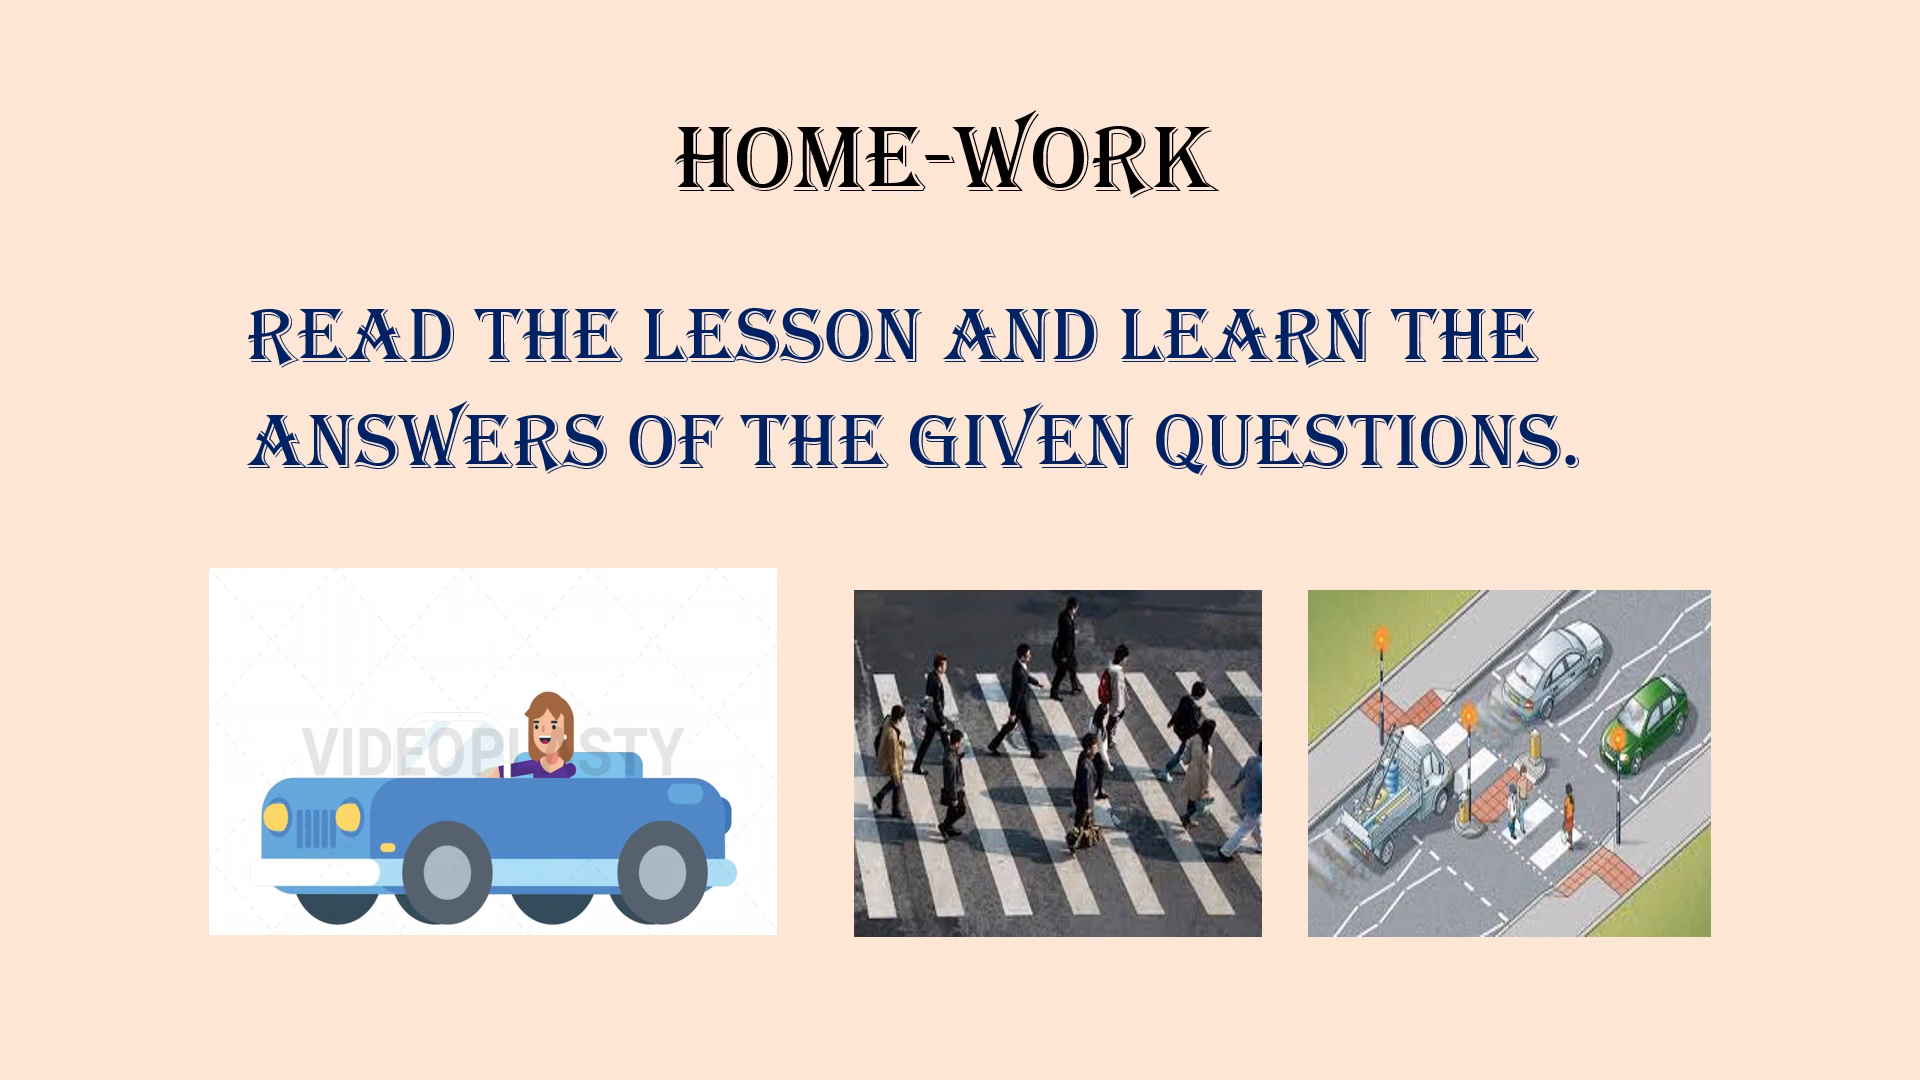 HOME-WORK
READ THE LESSON AND LEARN THE
ANSWERS OF THE GIVEN QUESTIONS.